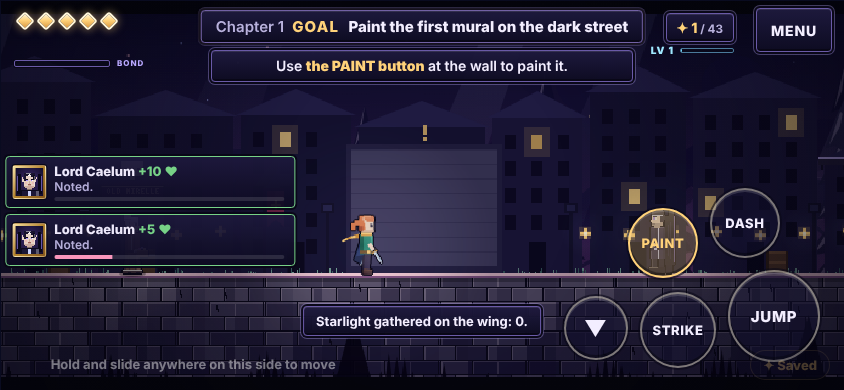 Chapter 1 GOAL Paint the first mural on the dark street
✦ 1 / 43
MENU
LV 1
BOND
Use the PAINT button at the wall to paint it.
!
Lord Caelum +10 ♥
Noted.
Lord Caelum +5 ♥
Noted.
PAINT
DASH
JUMP
STRIKE
▼
Starlight gathered on the wing: 0.
Hold and slide anywhere on this side to move
✦ Saved